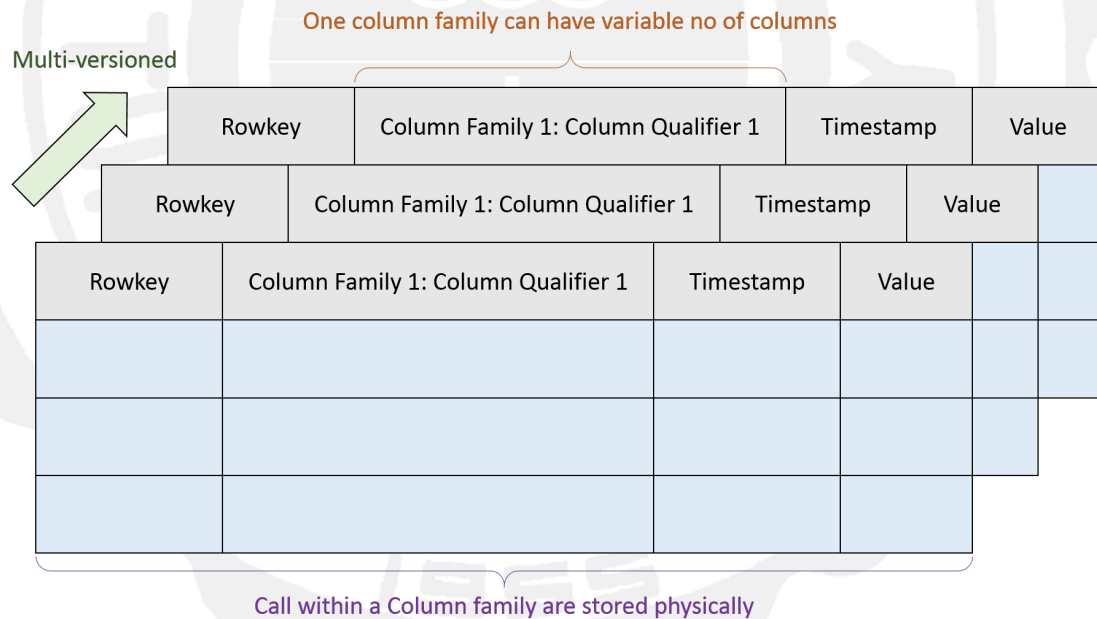 One column family can have variable no of columns
Multi-versioned
Rowkey Column Family 1: Column Qualifier 1 Timestamp Value
Rowkey Column Family 1: Column Qualifier 1 Timestamp Value
Rowkey Column Family 1: Column Qualifier 1 Timestamp Value
Call within a Column family are stored physically